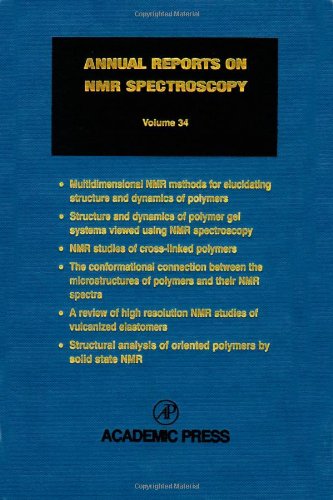 ANNUAL REPORTS ON
NMR SPECTROSCOPY
Volume 34
• Multidimensional NMR methods for elucidating
structure and dynamics of polymers
• Structure and dynamics of polymer gel
systems viewed using NMR spectroscopy
• NMR studies of cross-linked polymers
• The conformational connection between the
microstructures of polymers and their NMR
spectra
• A review of high resolution NMR studies of
vulcanized elastomers
• Structural analysis of oriented polymers by
solid state NMR
AP
ACADEMIC PRESS